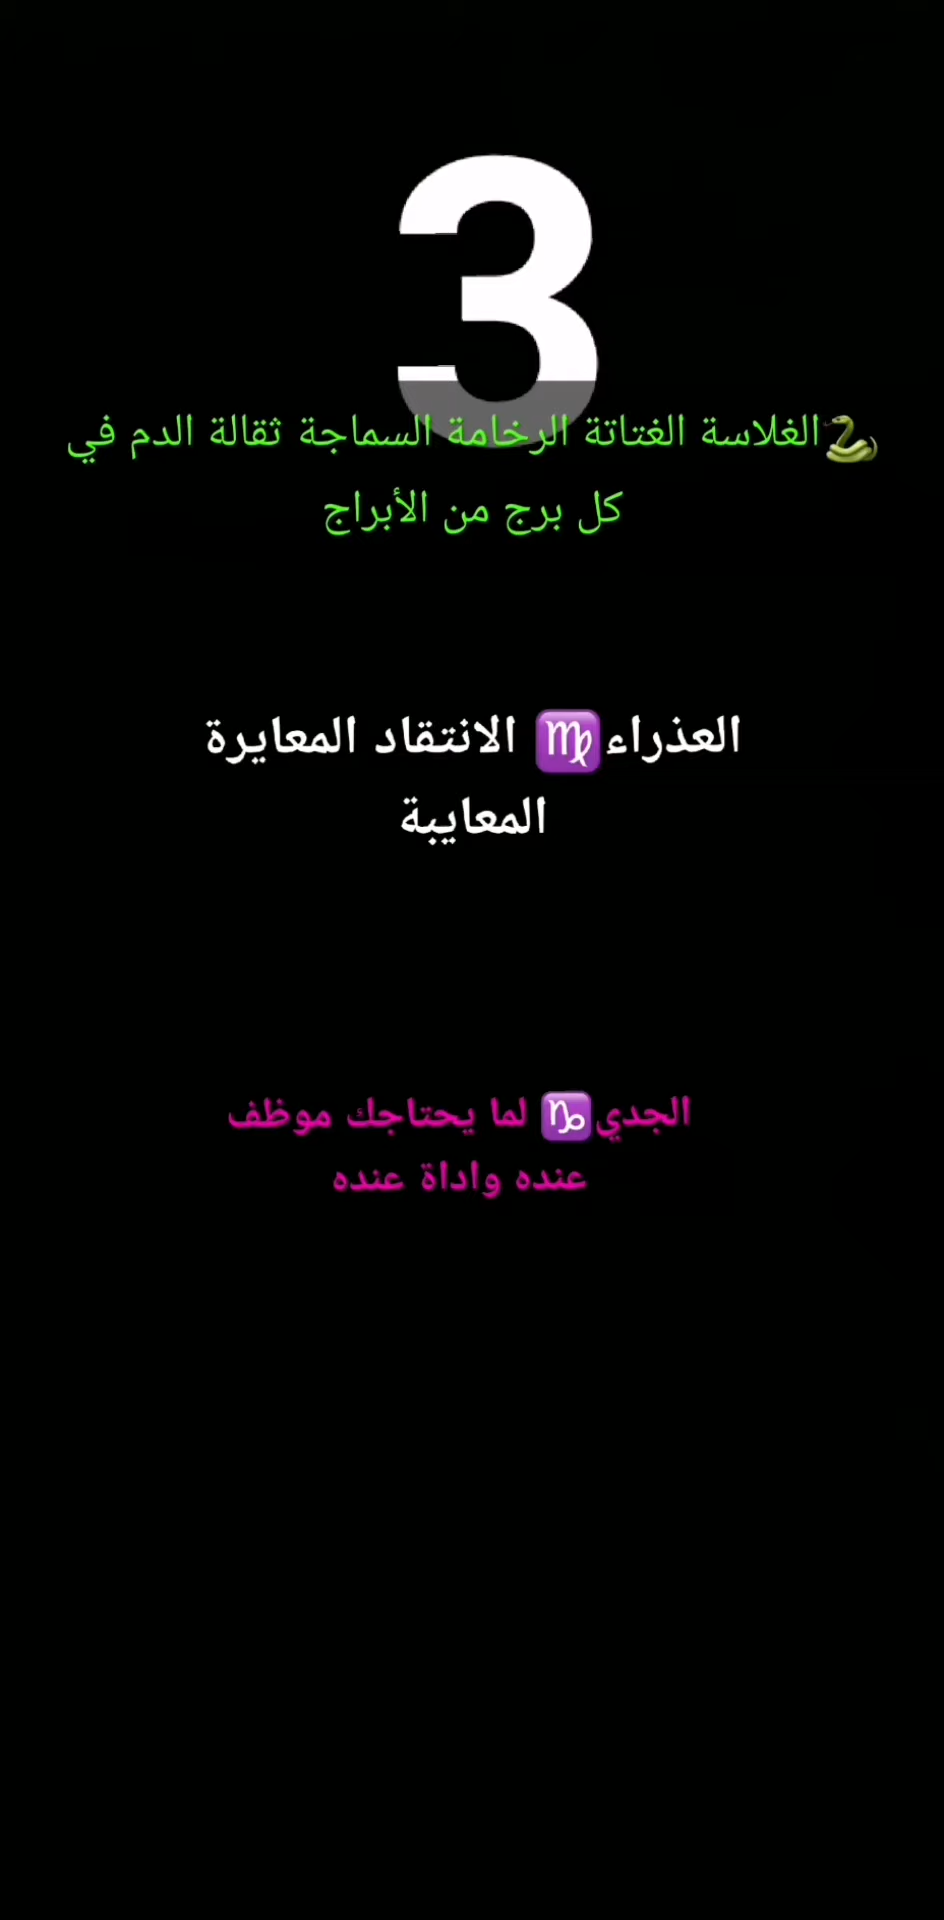 3
🐍الغلاسة الغتاتة الرخامة السماجة ثقالة الدم في
كل برج من الأبراج
العذراء♍ الانتقاد المعايرة
المعايبة
الجدي♑ لما يحتاجك موظف
عنده واداة عنده